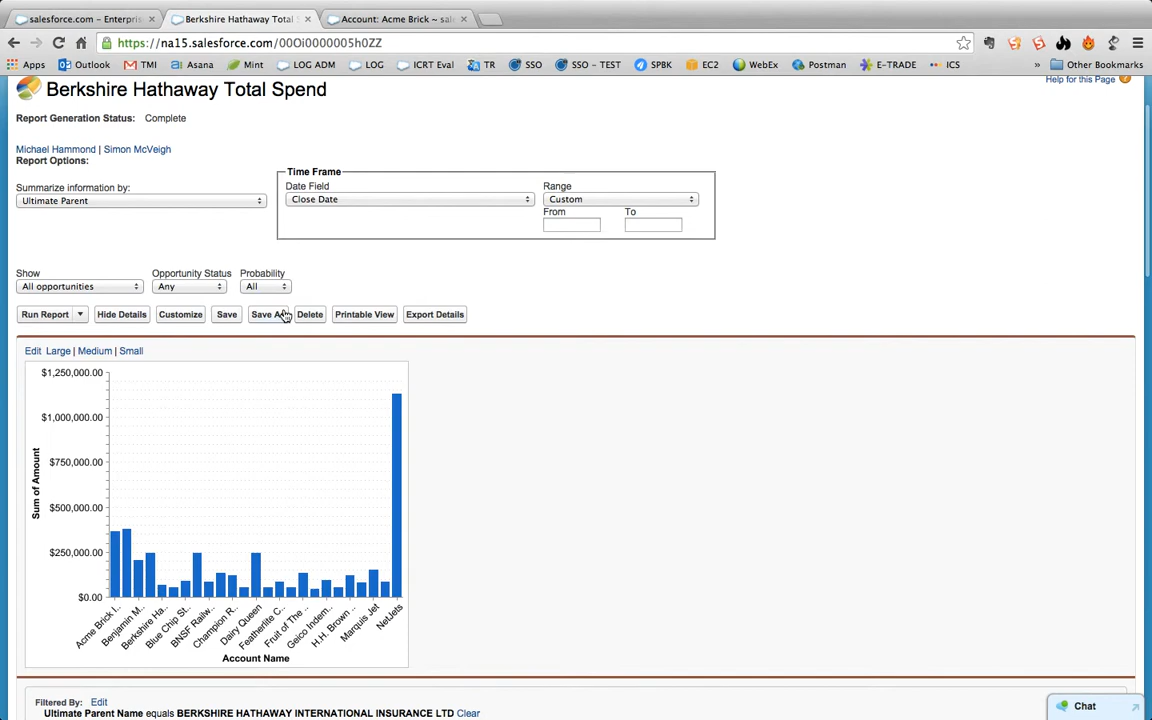 salesforce.com – Enterpris
Berkshire Hathaway Total
Account: Acme Brick ~ sale
https://na15.salesforce.com/00Oi0000005h0ZZ
Apps
Outlook
TMI
Asana
Mint
LOG ADM
LOG
ICRT Eval
TR
SSO
SSO – TEST
SPBK
EC2
WebEx
Postman
E-TRADE
ICS
»
Other Bookmarks
Berkshire Hathaway Total Spend
Help for this Page
Report Generation Status: Complete
Michael Hammond | Simon McVeigh
Report Options:
Time Frame
Summarize information by:
Ultimate Parent
Date Field
Close Date
Range
Custom
From
To
Show
All opportunities
Opportunity Status
Any
Probability
All
Run Report
Hide Details
Customize
Save
Save
Delete
Printable View
Export Details
Edit Large | Medium | Small
$1,250,000.00
$1,000,000.00
$750,000.00
$500,000.00
$250,000.00
$0.00
Sum of Amount
Acme Brick I..
Benjamin M..
Berkshire Ha..
Blue Chip St..
BNSF Railw..
Champion R..
Dairy Queen
Featherlite C..
Fruit of The ..
Geico Indem..
H.H. Brown ..
Marquis Jet
NetJets
Account Name
Filtered By: Edit
Ultimate Parent Name equals BERKSHIRE HATHAWAY INTERNATIONAL INSURANCE LTD Clear
Chat